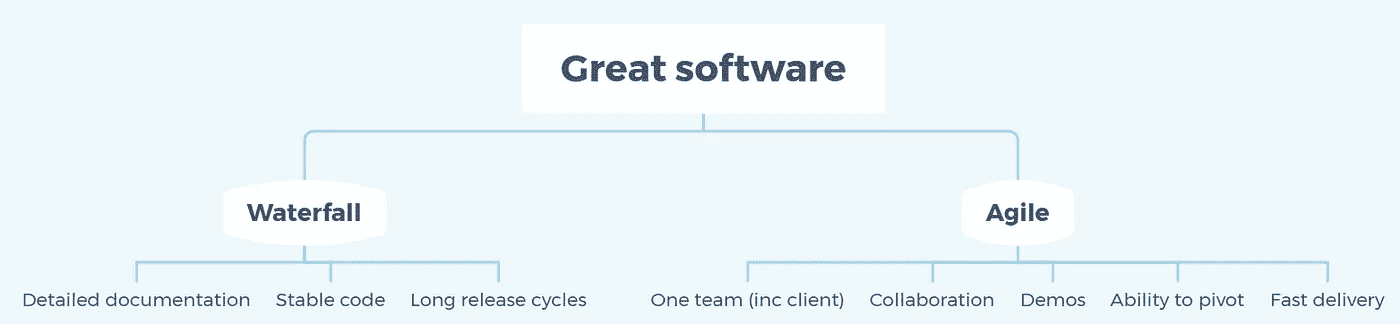 Great software
Waterfall
Agile
Detailed documentation
Stable code
Long release cycles
One team (inc client)
Collaboration
Demos
Ability to pivot
Fast delivery